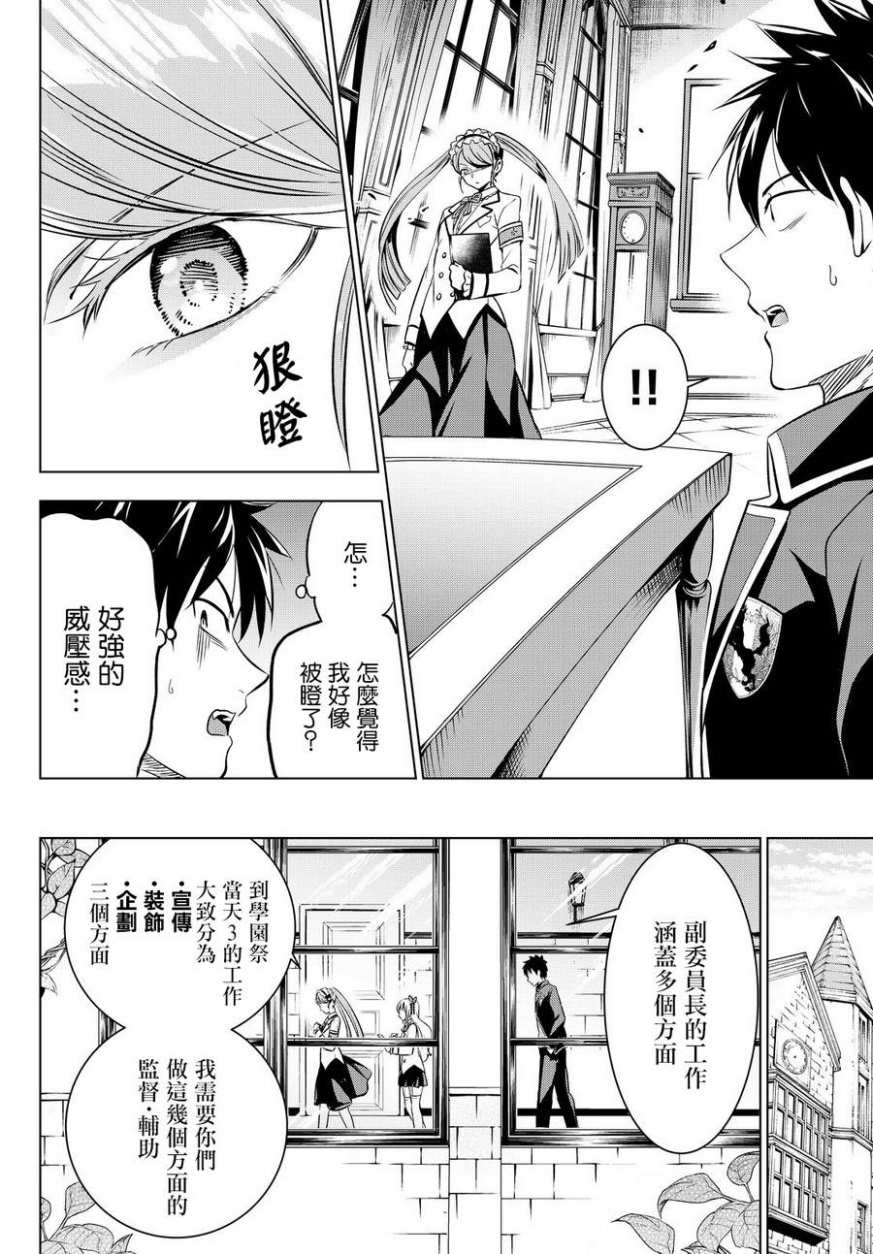 !!
狠瞪
怎…
怎麼覺得
我好像
被瞪了?
好強的
威壓感…
副委員長的工作
涵蓋多個方面
到學園祭
當天3的工作
大致分為
·宣傳
·裝飾
·企劃
三個方面
我需要你們
做這幾個方面的
監督·輔助